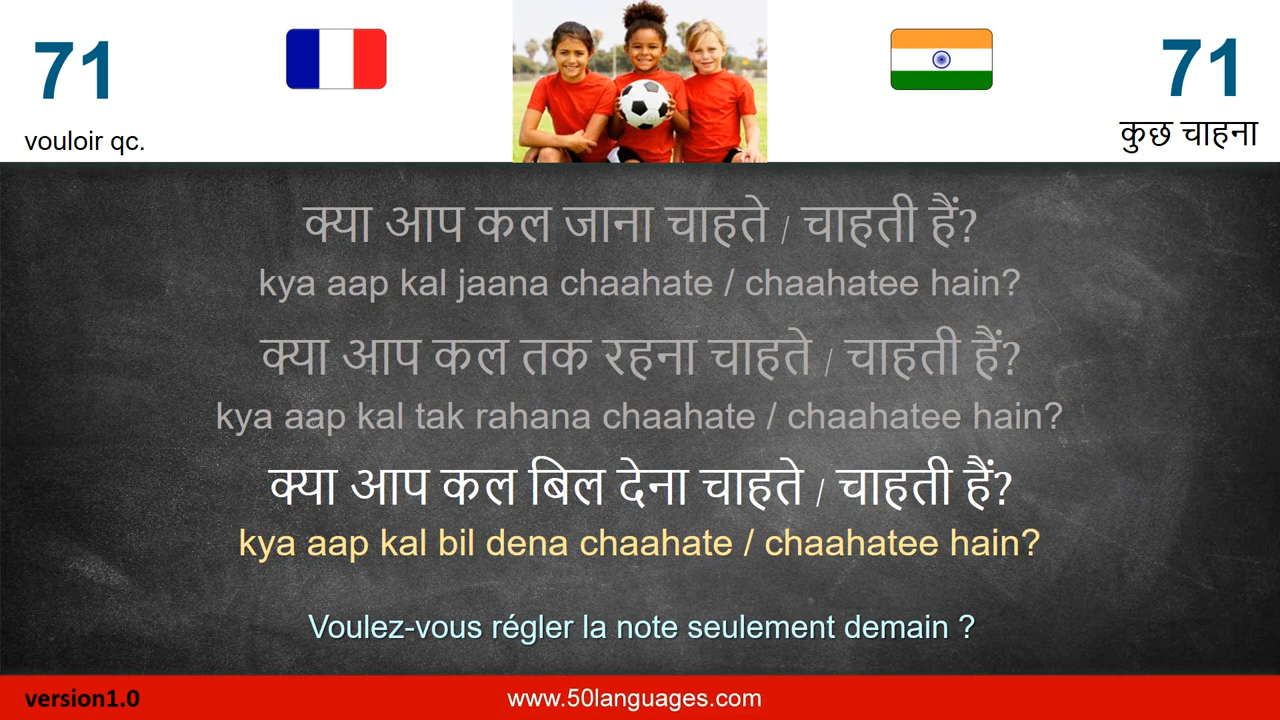 71
71
vouloir qc.
कुछ चाहना
क्या आप कल जाना चाहते / चाहती हैं?
kya aap kal jaana chaahate / chaahatee hain?
क्या आप कल तक रहना चाहते / चाहती हैं?
kya aap kal tak rahana chaahate / chaahatee hain?
क्या आप कल बिल देना चाहते / चाहती हैं?
kya aap kal bil dena chaahate / chaahatee hain?
Voulez-vous régler la note seulement demain ?
version1.0
www.50languages.com